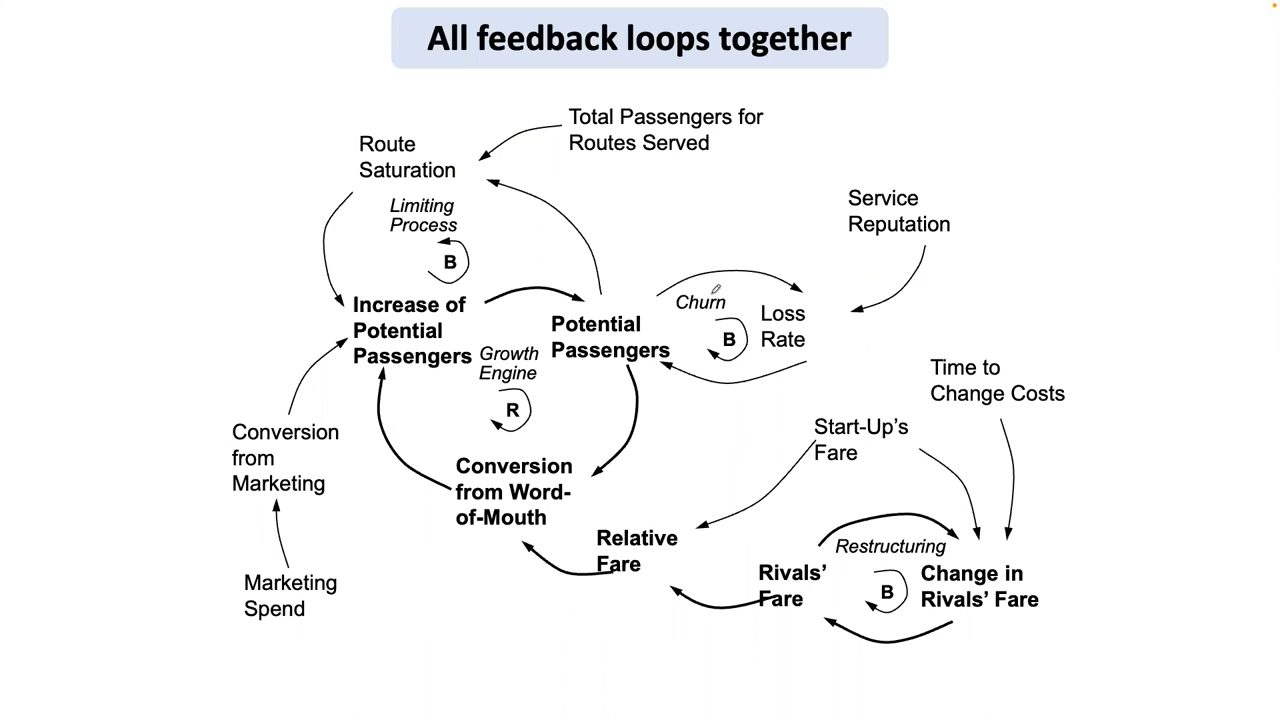 All feedback loops together
Total Passengers for
Routes Served
Route
Saturation
Limiting
Process
B
Service
Reputation
Increase of
Potential
Passengers
Potential
Passengers
Churn
B
Loss
Rate
Growth
Engine
R
Time to
Change Costs
Start-Up's
Fare
Conversion
from
Marketing
Conversion
from Word-
of-Mouth
Relative
Fare
Restructuring
B
Rivals'
Fare
Change in
Rivals' Fare
Marketing
Spend